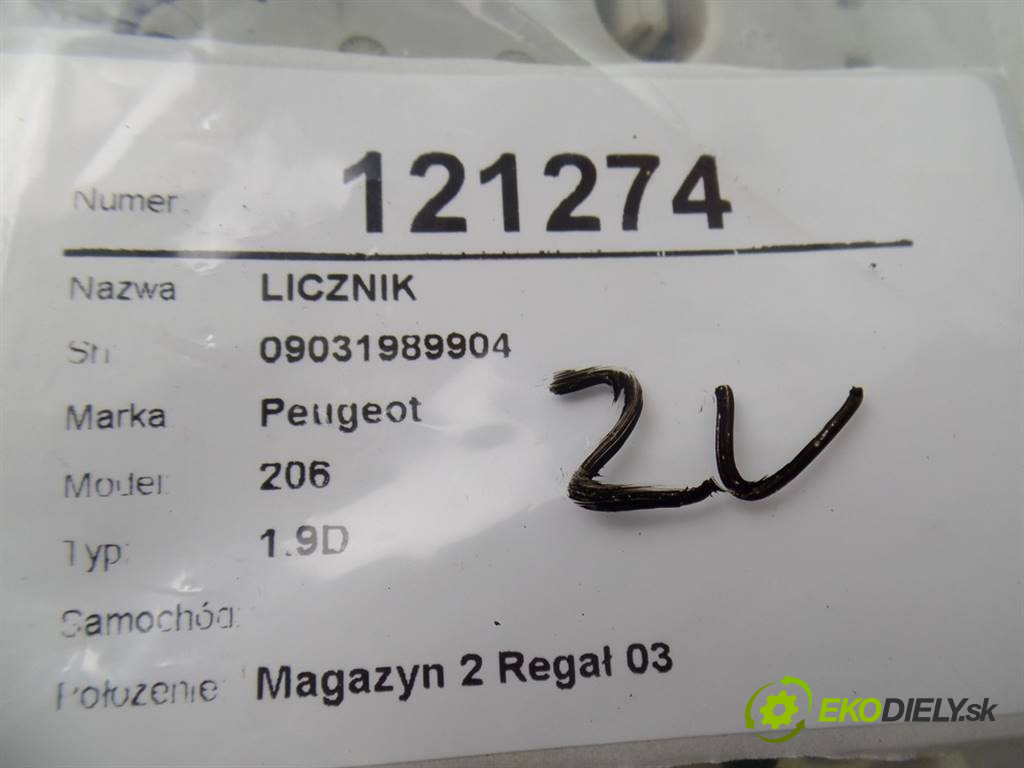 Numer: 121274
Nazwa LICZNIK
Sn 09031989904
Marka Peugeot
Model: 206
Typ: 1.9D
Samochód:
Położenie: Magazyn 2 Regał 03
EKODIELY.sk